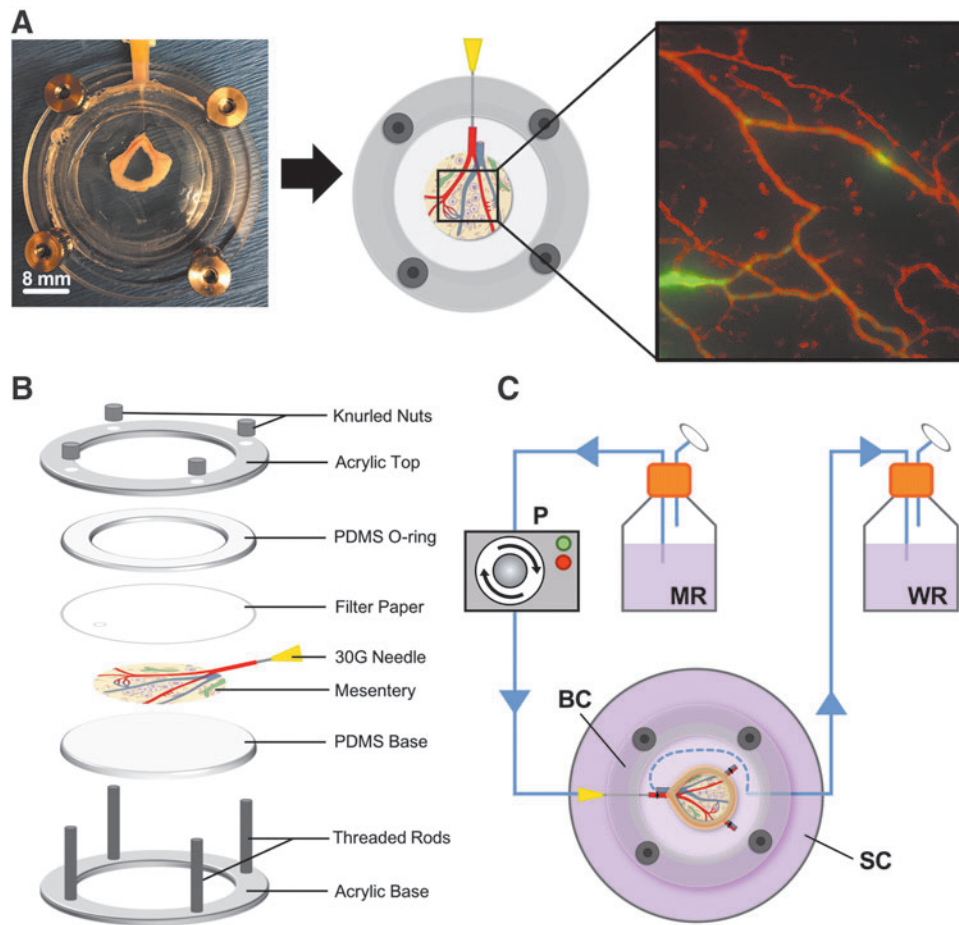 A
8 mm
B
Knurled Nuts
Acrylic Top
PDMS O-ring
Filter Paper
30G Needle
Mesentery
PDMS Base
Threaded Rods
Acrylic Base
C
P
MR
WR
BC
SC